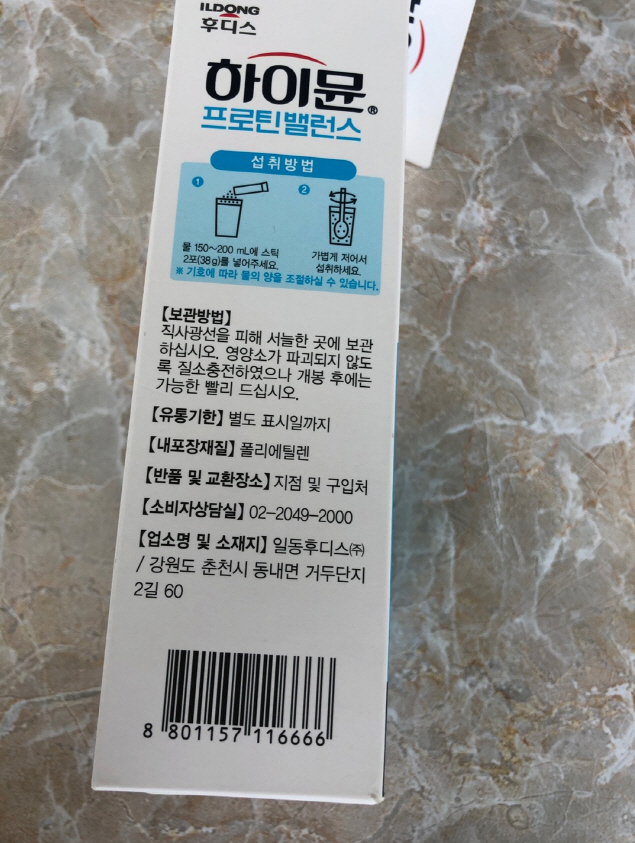 ILDONG
후디스
하이뮨®
프로틴밸런스
섭취방법
1
물 150~200 mL에 스틱
2포(38g)를 넣어주세요.
2
가볍게 저어서
섭취하세요.
※ 기호에 따라 물의 양을 조절하실 수 있습니다.
【보관방법】
직사광선을 피해 서늘한 곳에 보관
하십시오. 영양소가 파괴되지 않도
록 질소충전하였으나 개봉 후에는
가능한 빨리 드십시오.
【유통기한】 별도 표시일까지
【내포장재질】 폴리에틸렌
【반품 및 교환장소】 지점 및 구입처
【소비자상담실】 02-2049-2000
【업소명 및 소재지】 일동후디스㈜
/ 강원도 춘천시 동내면 거두단지
2길 60
8 801157 116666